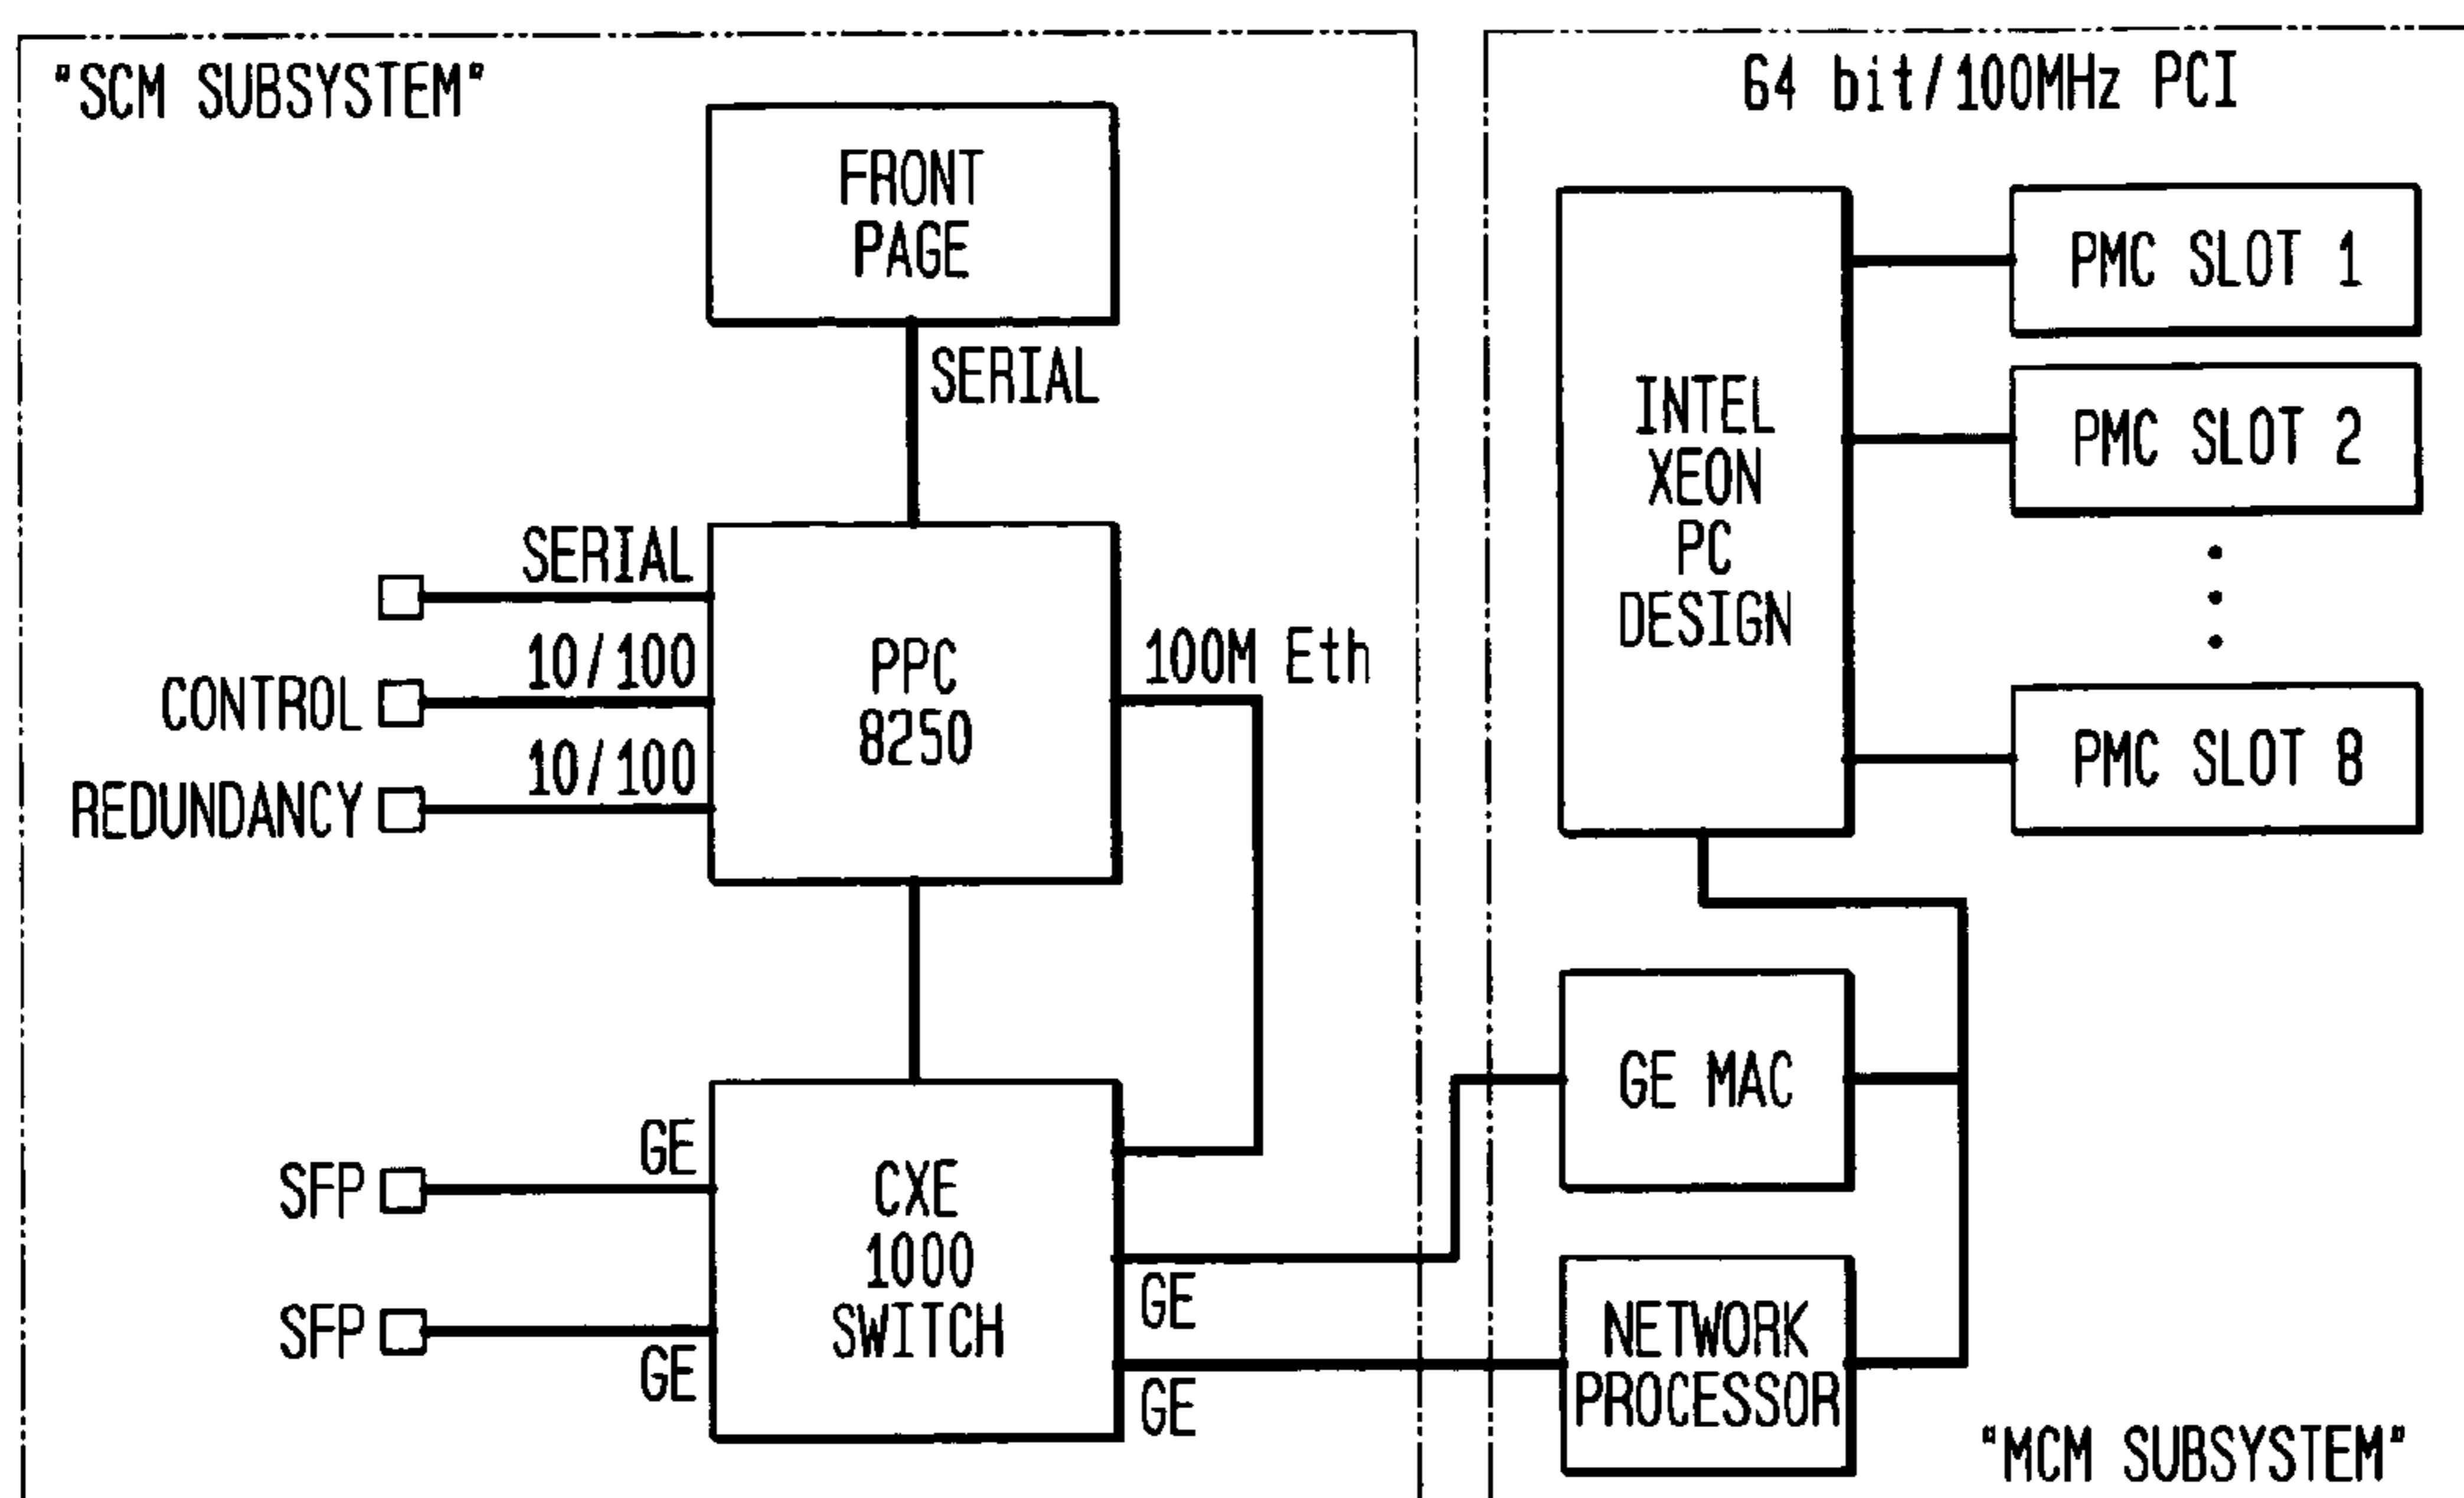 "SCM SUBSYSTEM"
FRONT
PAGE
SERIAL
SERIAL
10/100
CONTROL
10/100
REDUNDANCY
PPC
8250
100M Eth
GE
SFP
SFP
GE
CXE
1000
SWITCH
GE
GE
64 bit/100MHz PCI
INTEL
XEON
PC
DESIGN
PMC SLOT 1
PMC SLOT 2
PMC SLOT 8
GE MAC
NETWORK
PROCESSOR
"MCM SUBSYSTEM"